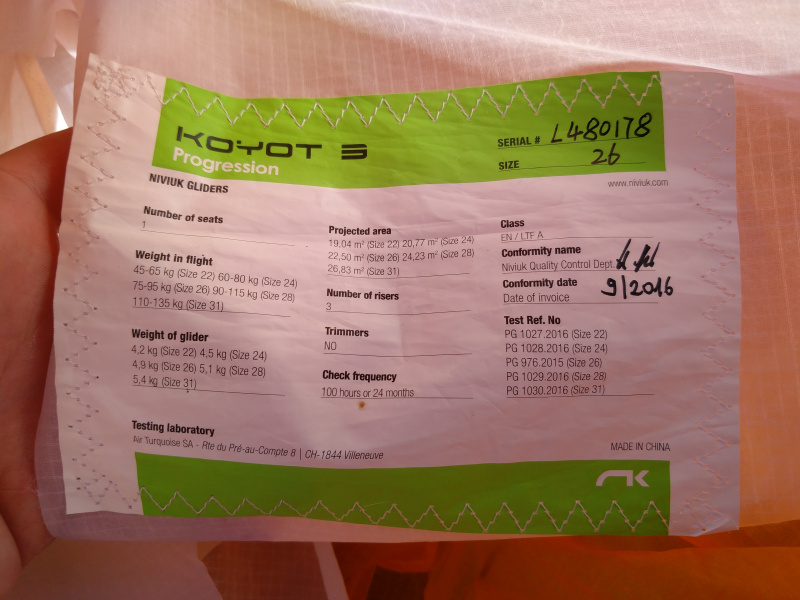 KOYOT 3
Progression
SERIAL # L480178
SIZE 26
NIVIUK GLIDERS
www.niviuk.com
Number of seats
1
Weight in flight
45-65 kg (Size 22) 60-80 kg (Size 24)
75-95 kg (Size 26) 90-115 kg (Size 28)
110-135 kg (Size 31)
Weight of glider
4,2 kg (Size 22) 4,5 kg (Size 24)
4,9 kg (Size 26) 5,1 kg (Size 28)
5,4 kg (Size 31)
Projected area
19,04 m² (Size 22) 20,77 m² (Size 24)
22,50 m² (Size 26) 24,23 m² (Size 28)
26,83 m² (Size 31)
Number of risers
3
Trimmers
NO
Check frequency
100 hours or 24 months
Class
EN / LTF A
Conformity name
Niviuk Quality Control Dept.
Conformity date
Date of invoice 9/2016
Test Ref. No
PG 1027.2016 (Size 22)
PG 1028.2016 (Size 24)
PG 976.2015 (Size 26)
PG 1029.2016 (Size 28)
PG 1030.2016 (Size 31)
Testing laboratory
Air Turquoise SA - Rte du Pré-au-Compte 8 | CH-1844 Villeneuve
MADE IN CHINA